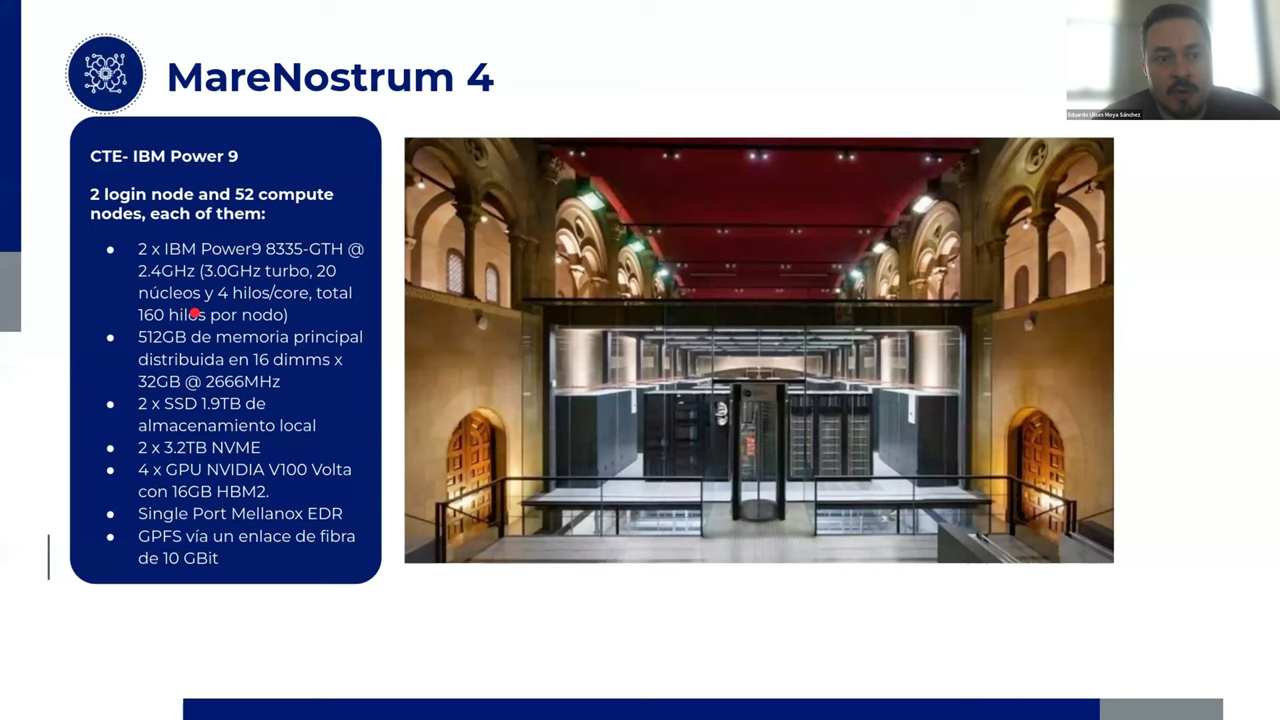 MareNostrum 4
CTE- IBM Power 9
2 login node and 52 compute
nodes, each of them:
● 2 x IBM Power9 8335-GTH @
2.4GHz (3.0GHz turbo, 20
núcleos y 4 hilos/core, total
160 hilos por nodo)
● 512GB de memoria principal
distribuida en 16 dimms x
32GB @ 2666MHz
● 2 x SSD 1.9TB de
almacenamiento local
● 2 x 3.2TB NVME
● 4 x GPU NVIDIA V100 Volta
con 16GB HBM2.
● Single Port Mellanox EDR
● GPFS vía un enlace de fibra
de 10 GBit
Eduardo Ulises Moya Sánchez